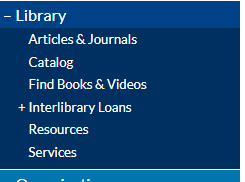 – Library
Articles & Journals
Catalog
Find Books & Videos
+ Interlibrary Loans
Resources
Services